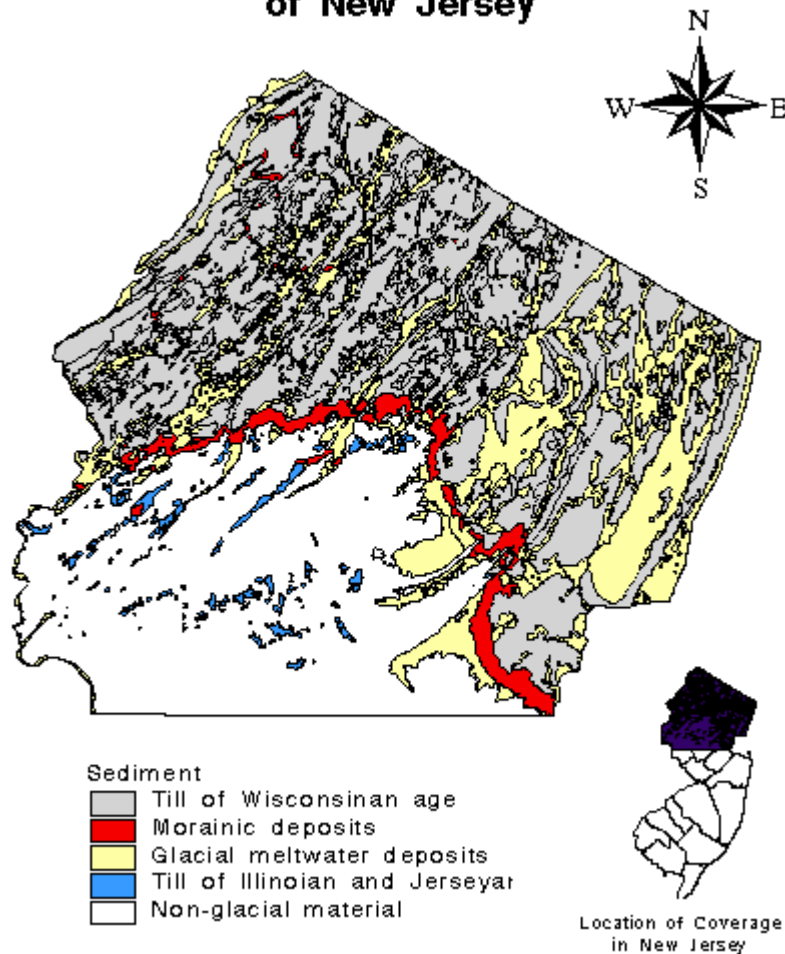 of New Jersey
N
W
E
S
Sediment
Till of Wisconsinan age
Morainic deposits
Glacial meltwater deposits
Till of Illinoian and Jerseyar
Non-glacial material
Location of Coverage
in New Jersey